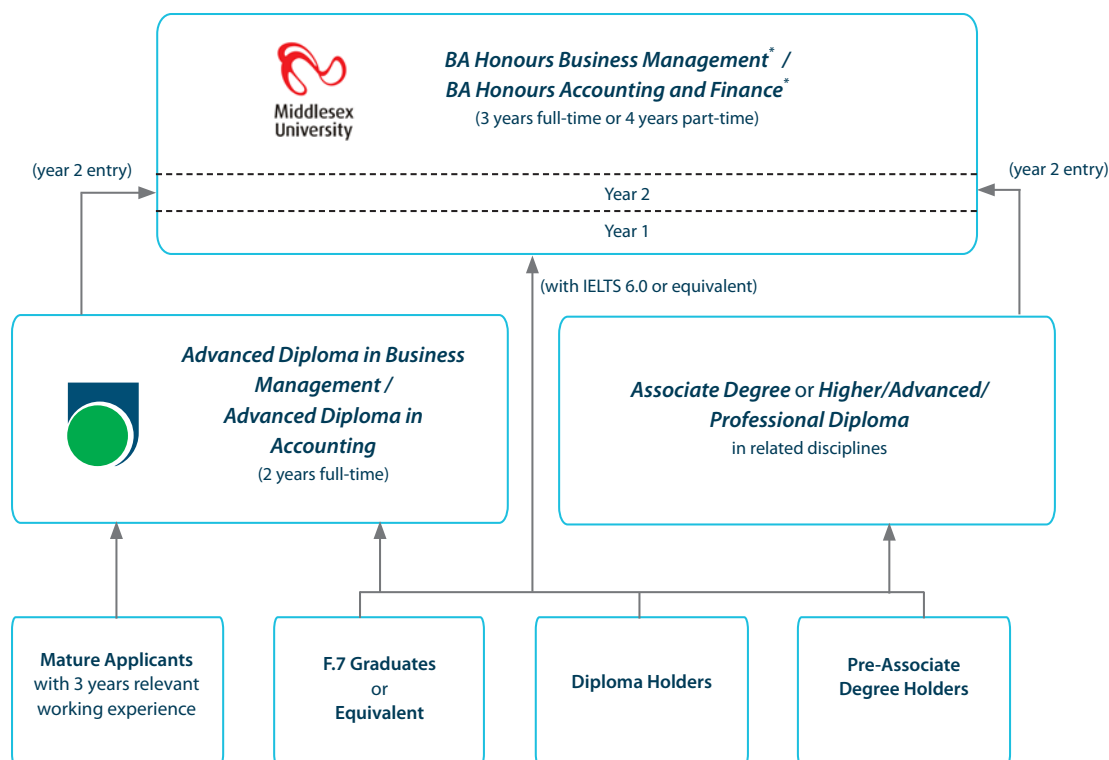 BA Honours Business Management* /
BA Honours Accounting and Finance*
(3 years full-time or 4 years part-time)
Middlesex
University
(year 2 entry)
(year 2 entry)
Year 2
Year 1
(with IELTS 6.0 or equivalent)
Advanced Diploma in Business
Management /
Advanced Diploma in
Accounting
(2 years full-time)
Associate Degree or Higher/Advanced/
Professional Diploma
in related disciplines
Mature Applicants
with 3 years relevant
working experience
F.7 Graduates
or
Equivalent
Diploma Holders
Pre-Associate
Degree Holders